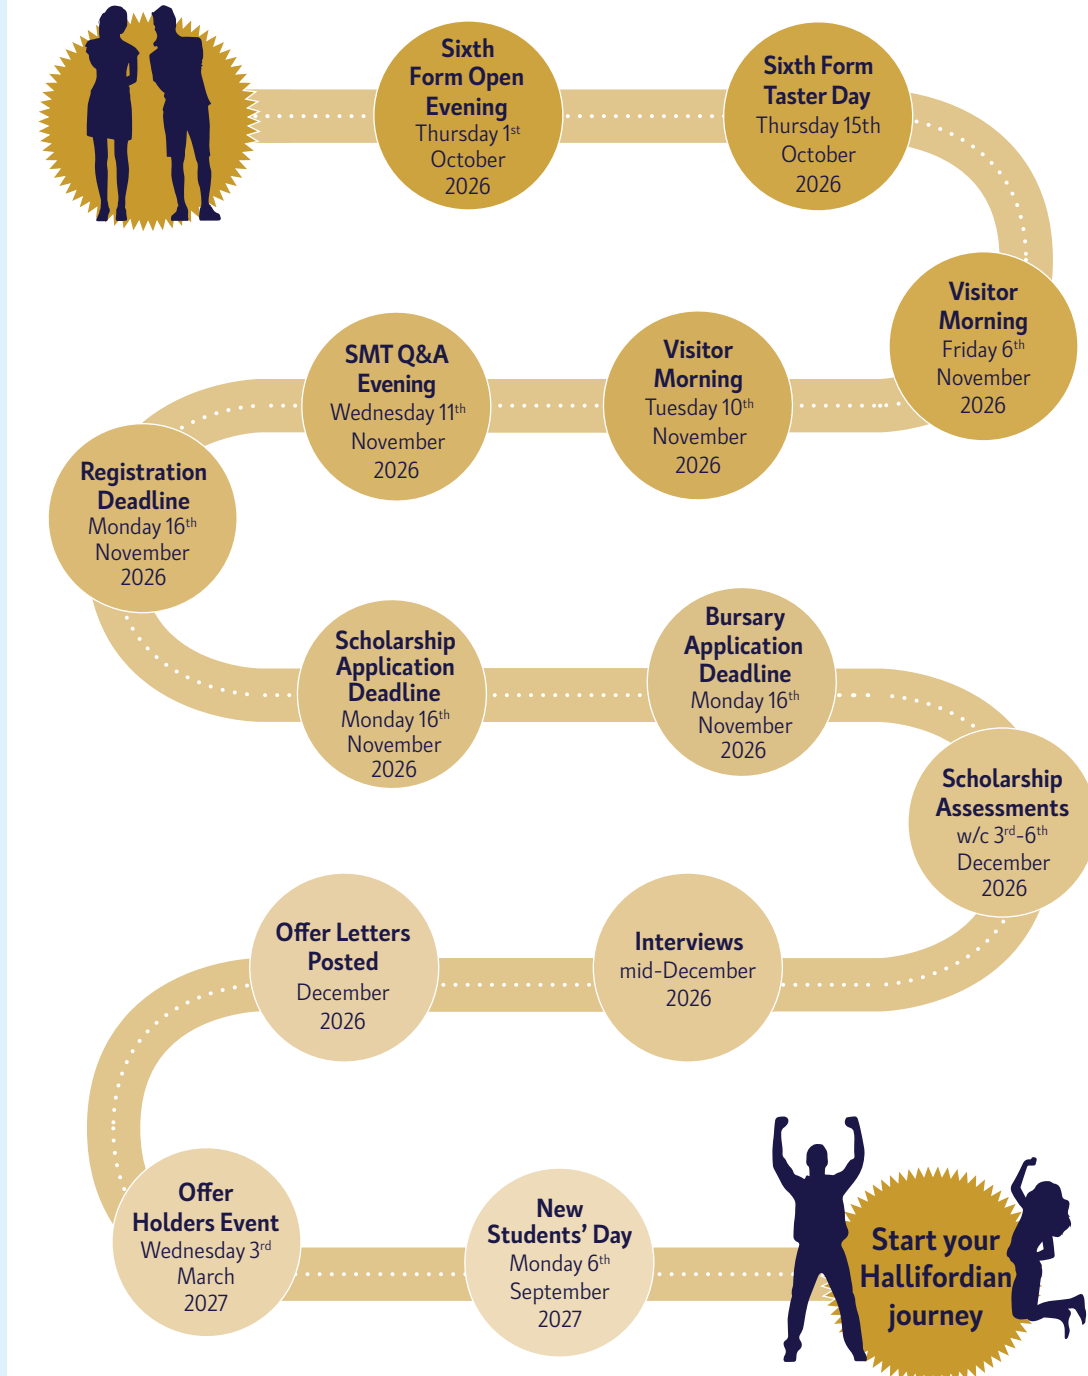 Sixth
Form Open
Evening
Thursday 1st
October
2026
Sixth Form
Taster Day
Thursday 15th
October
2026
Visitor
Morning
Friday 6th
November
2026
Visitor
Morning
Tuesday 10th
November
2026
SMT Q&A
Evening
Wednesday 11th
November
2026
Registration
Deadline
Monday 16th
November
2026
Scholarship
Application
Deadline
Monday 16th
November
2026
Bursary
Application
Deadline
Monday 16th
November
2026
Scholarship
Assessments
w/c 3rd-6th
December
2026
Interviews
mid-December
2026
Offer Letters
Posted
December
2026
Offer
Holders Event
Wednesday 3rd
March
2027
New
Students’ Day
Monday 6th
September
2027
Start your
Hallifordian
journey